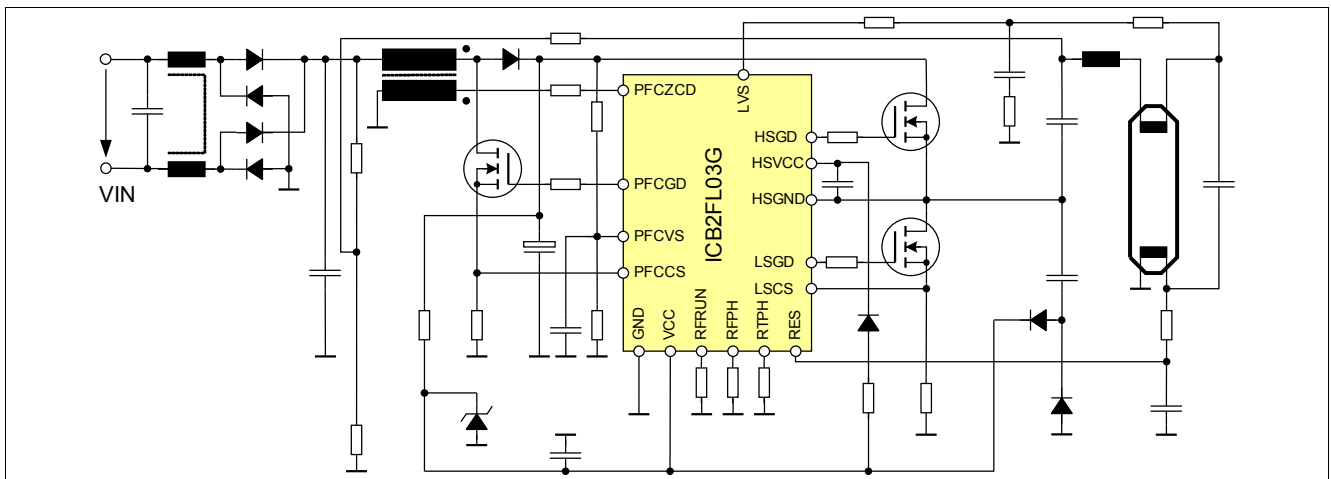 VIN
PFCZCD
PFCGD
PFCVS
PFCCS
LVS
HSGD
HSVCC
HSGND
LSGD
LSCS
ICB2FL03G
GND
VCC
RFRUN
RFPH
RTPH
RES